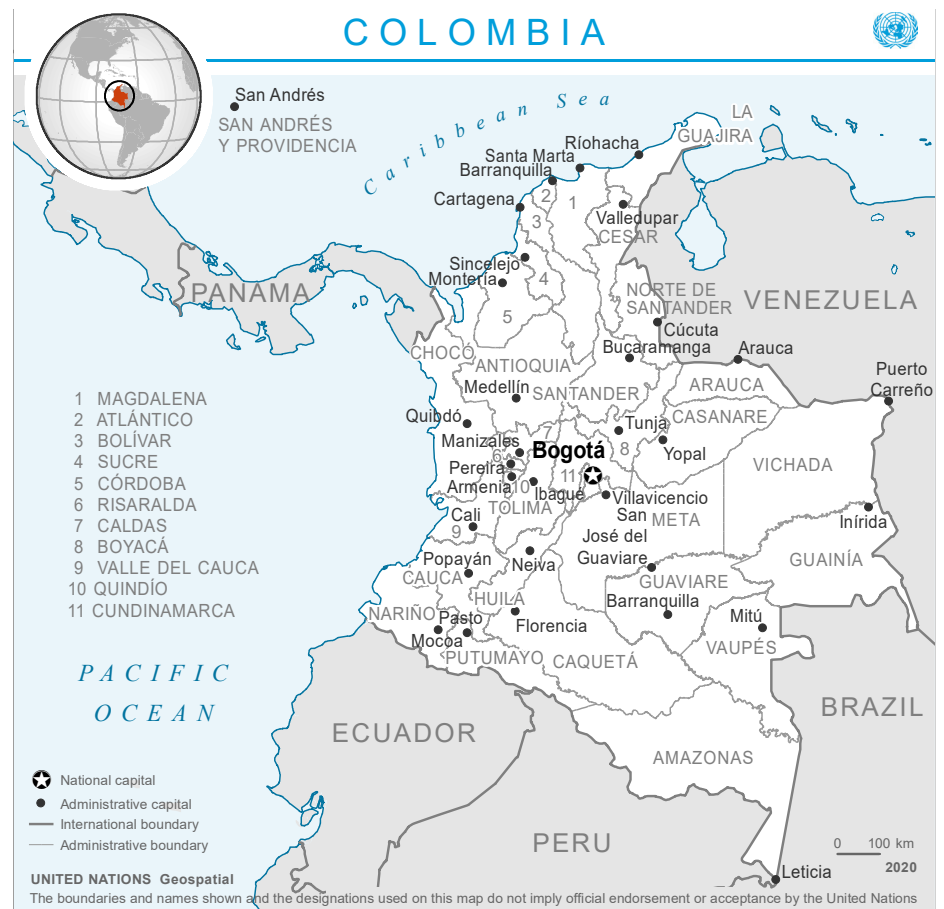 COLOMBIA
San Andrés
SAN ANDRÉS
Y PROVIDENCIA
Caribbean Sea
LA
GUAJIRA
Ríohacha
Santa Marta
Barranquilla
Cartagena
2
1
3
Valledupar
CESAR
Sincelejo
Montería
4
5
PANAMA
NORTE DE
SANTANDER
VENEZUELA
Cúcuta
Bucaramanga
Arauca
CHOCÓ
ANTIOQUIA
Medellín
SANTANDER
ARAUCA
Puerto
Carreño
CASANARE
Quibdó
Tunja
Manizales
7
Bogotá
8
Yopal
6
Pereira
11
VICHADA
Armenia
10
Ibagué
Villavicencio
TOLIMA
San
José del
Guaviare
META
Inírida
Cali
9
Popayán
Neiva
GUAINÍA
CAUCA
GUAVIARE
HUILA
Barranquilla
NARIÑO
Pasto
Florencia
Mitú
Mocoa
VAUPÉS
PUTUMAYO
CAQUETÁ
1 MAGDALENA
2 ATLÁNTICO
3 BOLÍVAR
4 SUCRE
5 CÓRDOBA
6 RISARALDA
7 CALDAS
8 BOYACÁ
9 VALLE DEL CAUCA
10 QUINDÍO
11 CUNDINAMARCA
PACIFIC
OCEAN
ECUADOR
BRAZIL
AMAZONAS
PERU
Leticia
National capital
Administrative capital
International boundary
Administrative boundary
0 100 km
2020
UNITED NATIONS Geospatial
The boundaries and names shown and the designations used on this map do not imply official endorsement or acceptance by the United Nations